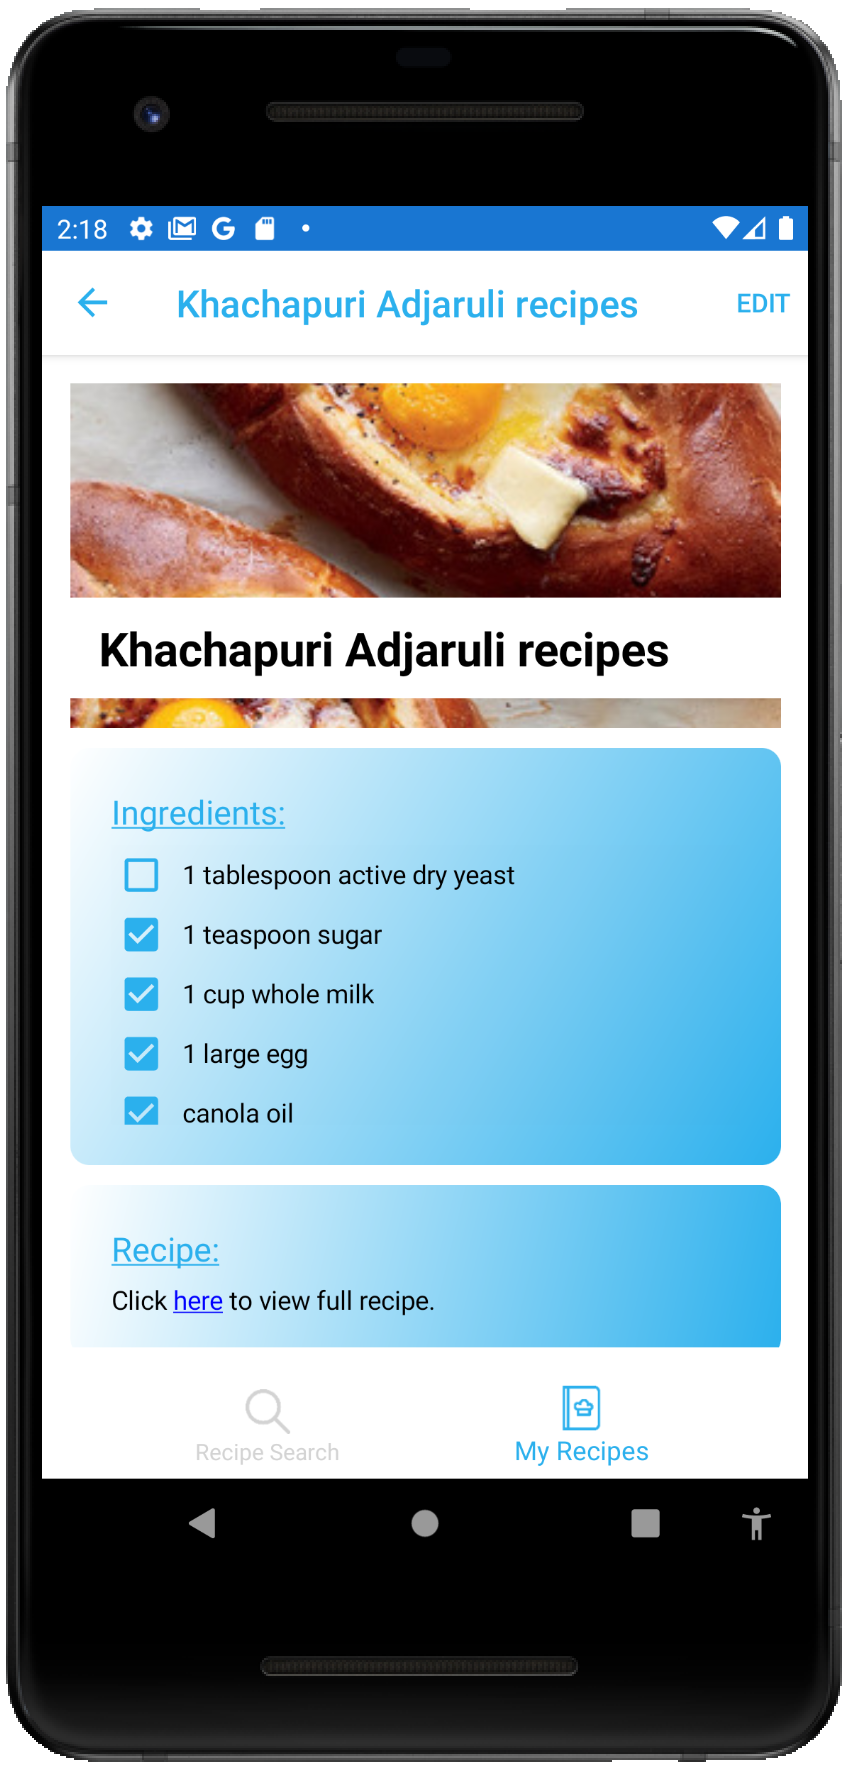 2:18
Khachapuri Adjaruli recipes
EDIT
Khachapuri Adjaruli recipes
Ingredients:
1 tablespoon active dry yeast
1 teaspoon sugar
1 cup whole milk
1 large egg
canola oil
Recipe:
Click here to view full recipe.
Recipe Search
My Recipes